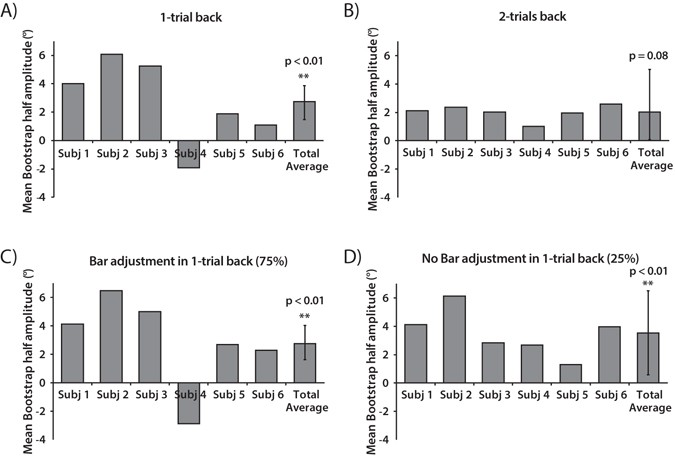 A)
1-trial back
Mean Bootstrap half amplitude (°)
6
4
2
0
-2
-4
p < 0.01
**
Subj 1 Subj 2 Subj 3 Subj 4 Subj 5 Subj 6 Total
Average
B)
2-trials back
Mean Bootstrap half amplitude (°)
6
4
2
0
-2
-4
p = 0.08
Subj 1 Subj 2 Subj 3 Subj 4 Subj 5 Subj 6 Total
Average
C)
Bar adjustment in 1-trial back (75%)
Mean Bootstrap half amplitude (°)
6
4
2
0
-2
-4
p < 0.01
**
Subj 1 Subj 2 Subj 3 Subj 4 Subj 5 Subj 6 Total
Average
D)
No Bar adjustment in 1-trial back (25%)
Mean Bootstrap half amplitude (°)
6
4
2
0
-2
-4
p < 0.01
**
Subj 1 Subj 2 Subj 3 Subj 4 Subj 5 Subj 6 Total
Average